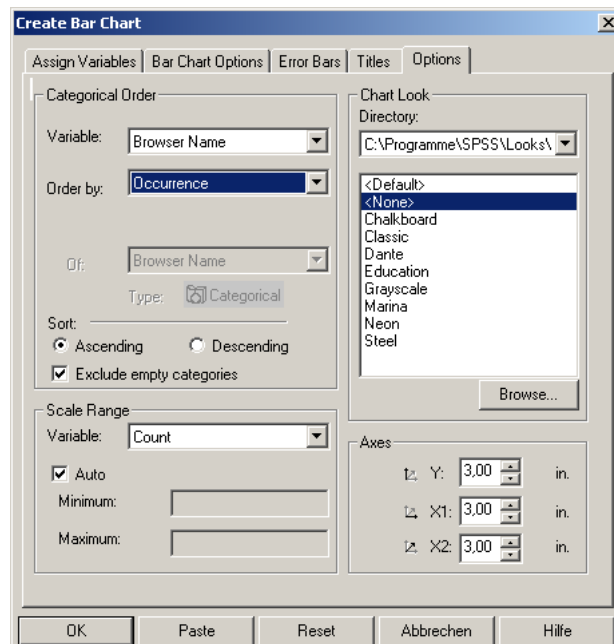 Create Bar Chart
Assign Variables
Bar Chart Options
Error Bars
Titles
Options
Categorical Order
Variable:
Browser Name
Order by:
Occurrence
Of:
Browser Name
Type:
Categorical
Sort:
Ascending
Descending
Exclude empty categories
Scale Range
Variable:
Count
Auto
Minimum:
Maximum:
Chart Look
Directory:
C:\Programme\SPSS\Looks\
<Default>
<None>
Chalkboard
Classic
Dante
Education
Grayscale
Marina
Neon
Steel
Browse...
Axes
Y: 3,00 in.
X1: 3,00 in.
X2: 3,00 in.
OK
Paste
Reset
Abbrechen
Hilfe